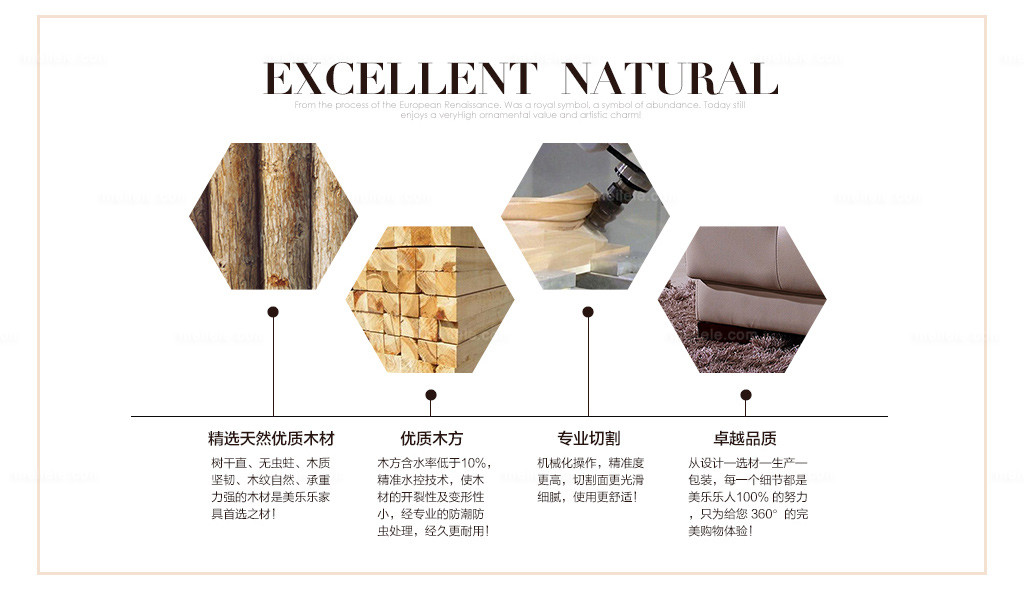 EXCELLENT NATURAL
From the process of the European Renaissance. Was a royal symbol, a symbol of abundance. Today still
enjoys a veryHigh ornamental value and artistic charm!
精选天然优质木材
树干直、无虫蛀、木质
坚韧、木纹自然、承重
力强的木材是美乐乐家
具首选之材!
优质木方
木方含水率低于10%,
精准水控技术,使木
材的开裂性及变形性
小,经专业的防潮防
虫处理,经久更耐用!
专业切割
机械化操作,精准度
更高,切割面更光滑
细腻,使用更舒适!
卓越品质
从设计—选材—生产—
包装,每一个细节都是
美乐乐人100% 的努力
,只为给您 360° 的完
美购物体验!